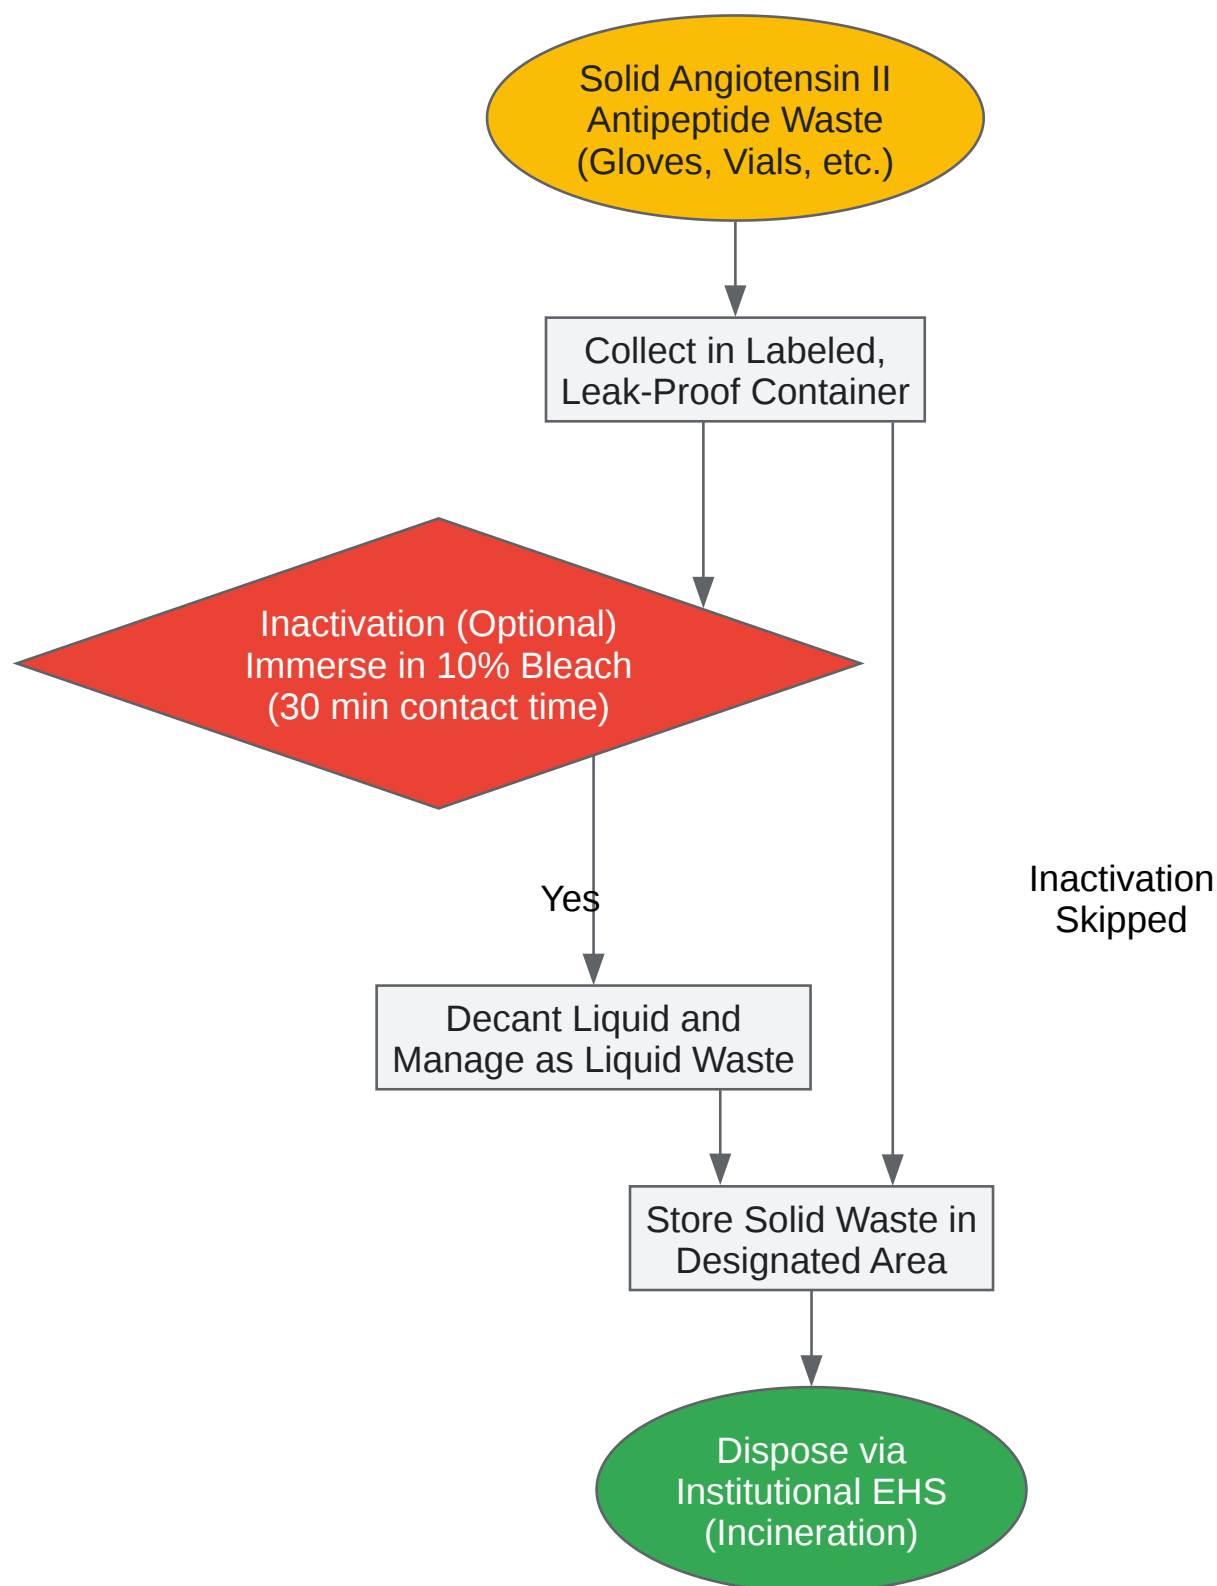 Solid Angiotensin II
Antipeptide Waste
(Gloves, Vials, etc.)
Collect in Labeled,
Leak-Proof Container
Inactivation (Optional)
Immerse in 10% Bleach
(30 min contact time)
Yes
Inactivation
Skipped
Decant Liquid and
Manage as Liquid Waste
Store Solid Waste in
Designated Area
Dispose via
Institutional EHS
(Incineration)